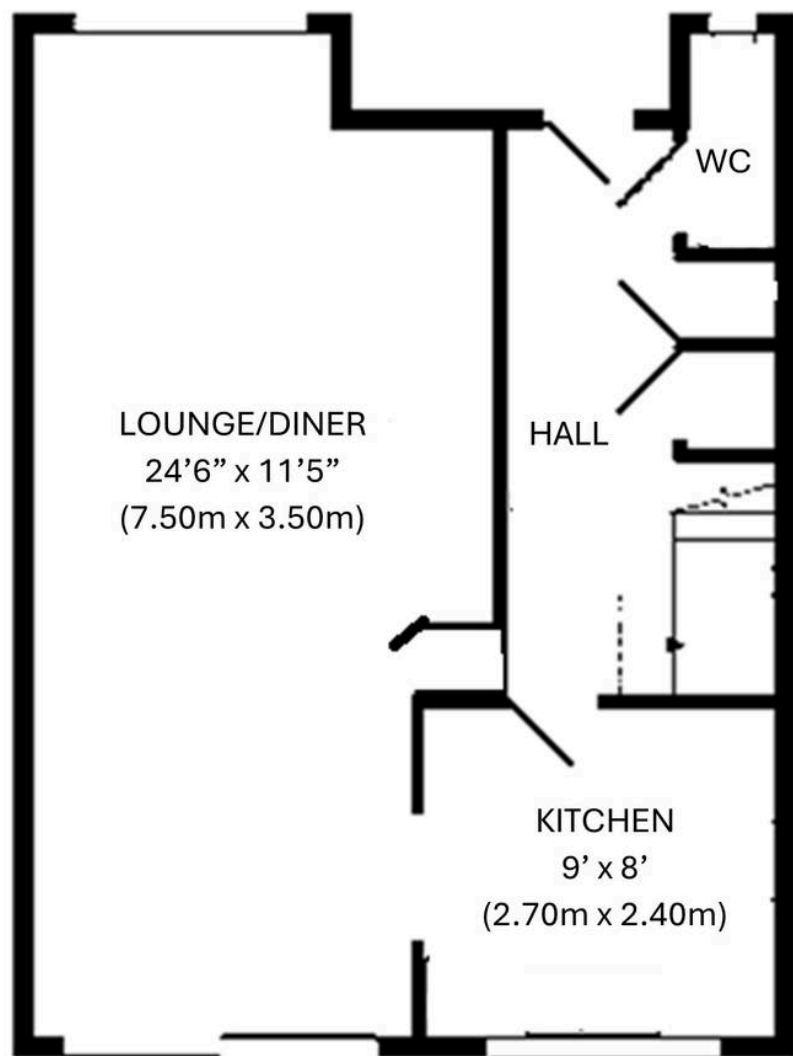 WC
LOUNGE/DINER
24’6” x 11’5”
(7.50m x 3.50m)
HALL
KITCHEN
9’ x 8’
(2.70m x 2.40m)